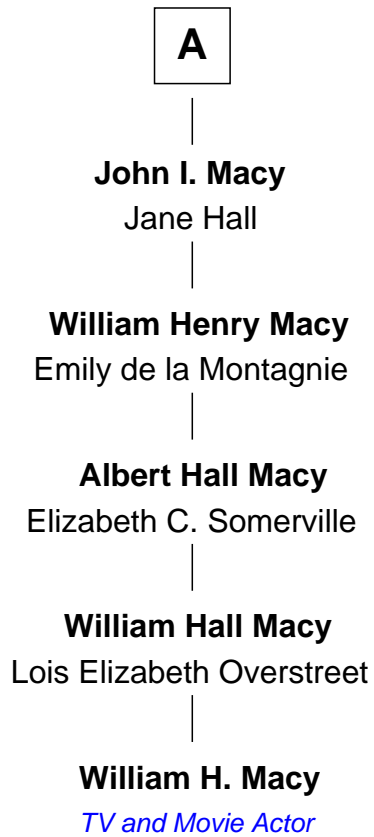 A
John I. Macy
Jane Hall
William Henry Macy
Emily de la Montagnie
Albert Hall Macy
Elizabeth C. Somerville
William Hall Macy
Lois Elizabeth Overstreet
William H. Macy
TV and Movie Actor